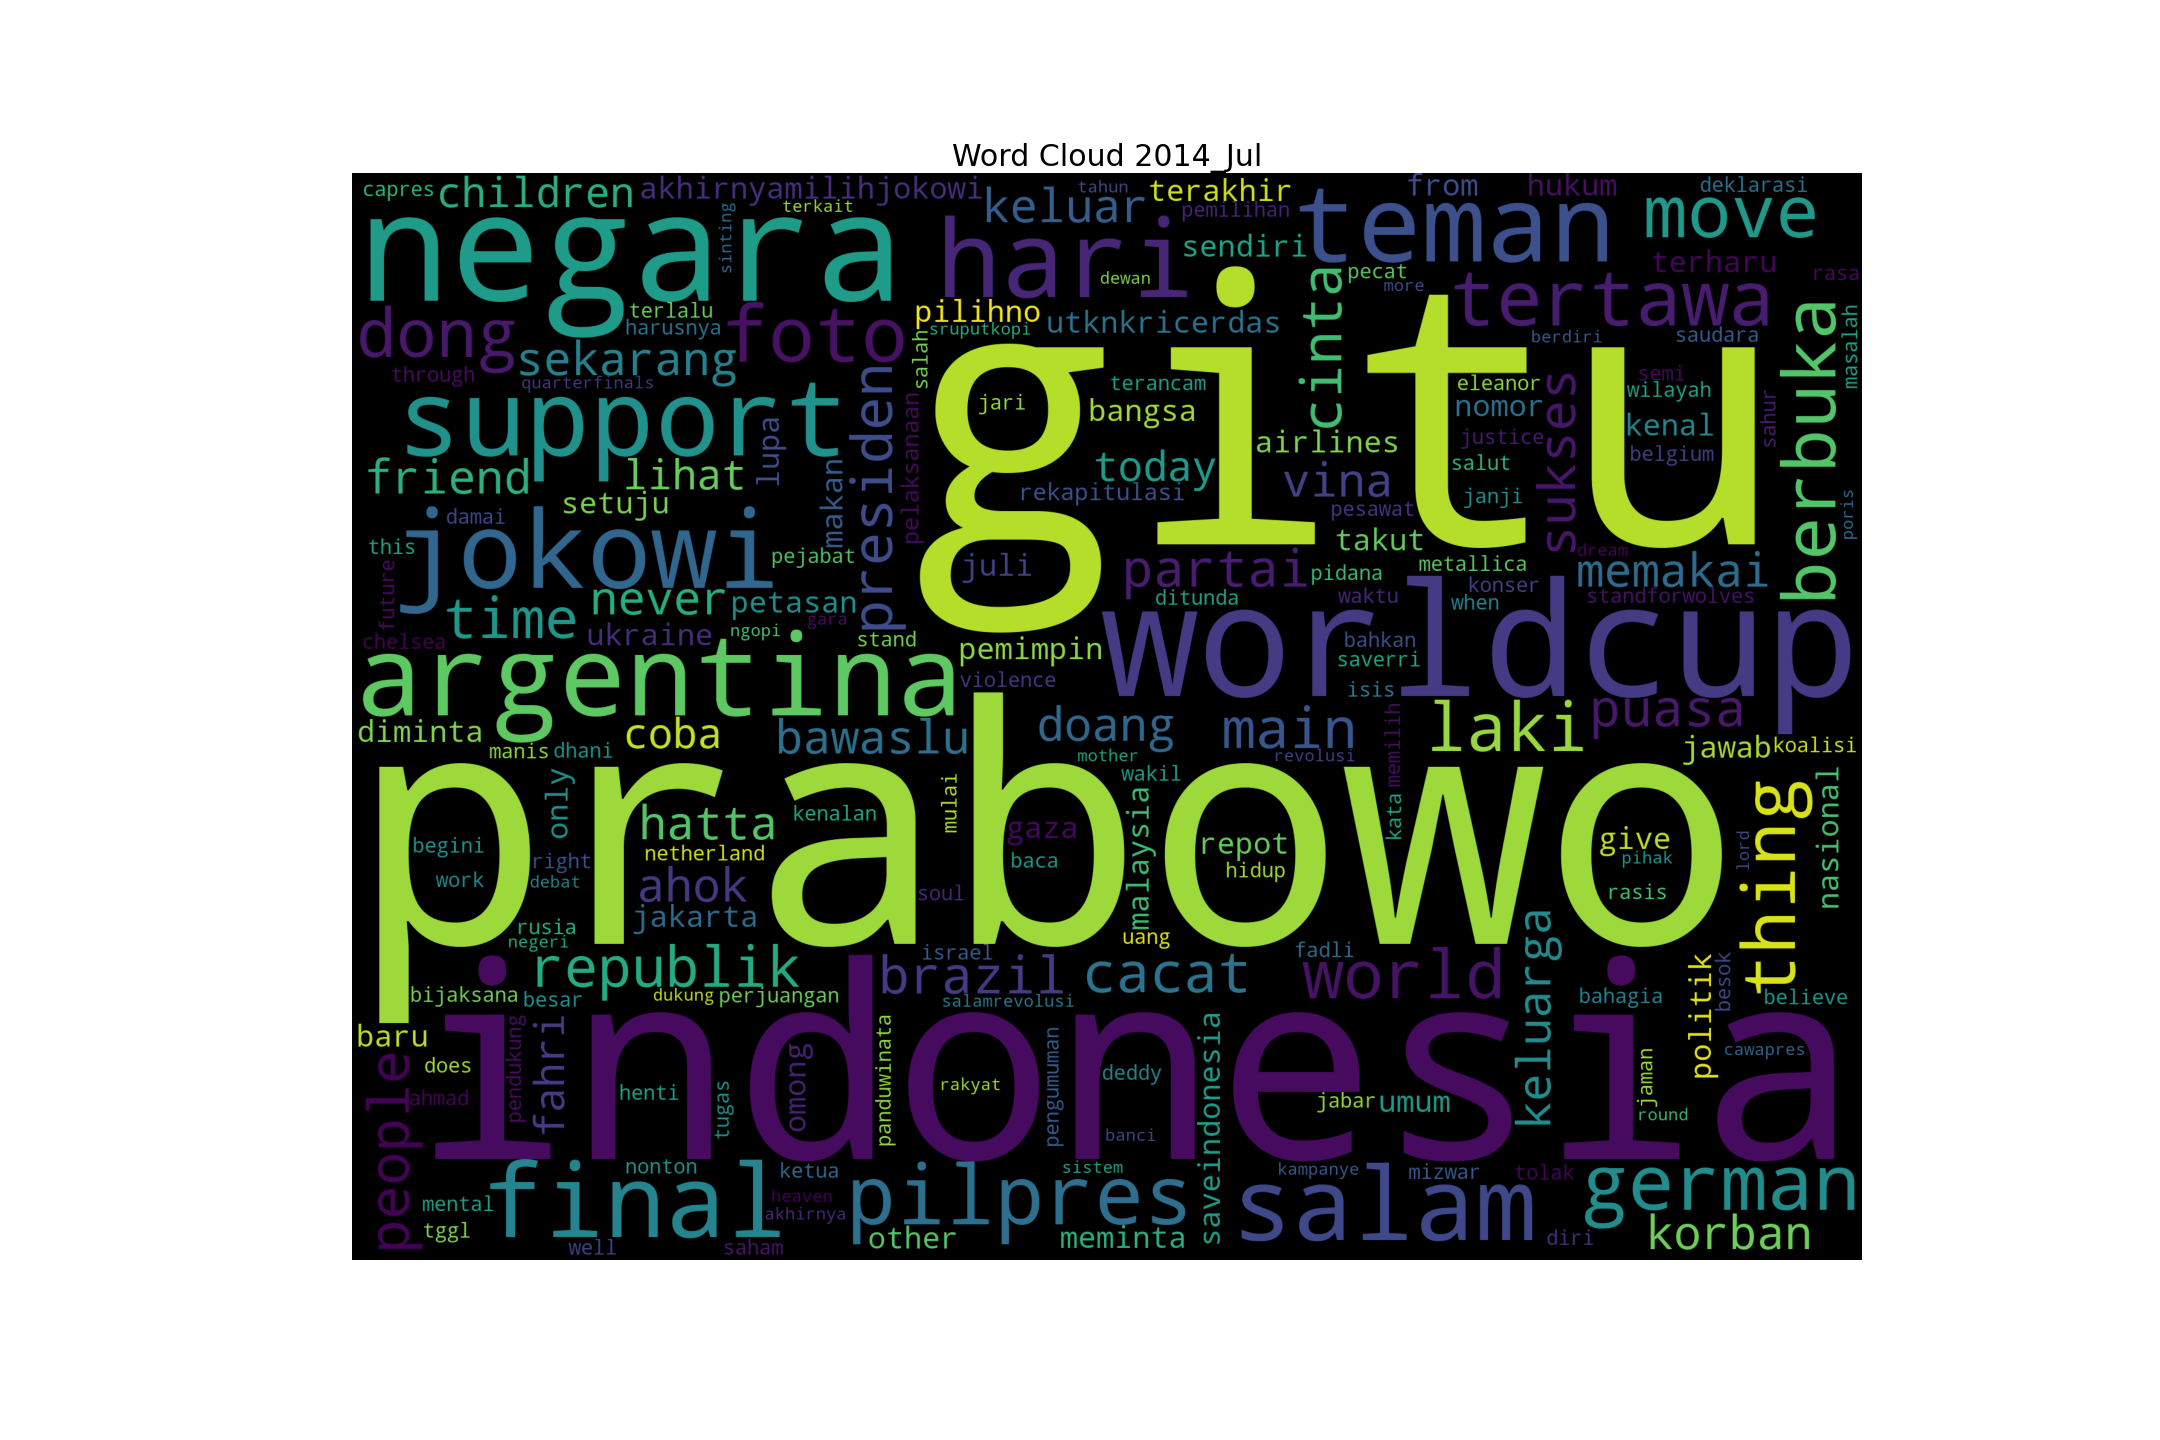 Word Cloud 2014_Jul
capres
children
akhirnyamilihjokowi
tahun
terakhir
from
hukum
deklarasi
terkait
keluar
pemilihan
teman
move
negara
sinting
hari
sendiri
terharu
rasa
dewan
cinta
pecat
more
tertawa
terlalu
harusnya
foto
pilihno
sruputkopi
utknkricerdas
berdiri
saudara
berbuka
masalah
dong
sekarang
through
quarterfinals
salah
presiden
gitu
jari
terancam
bangsa
eleanor
nomor
semi
wilayah
sukses
kenal
sahur
support
lupa
airlines
justice
belgium
friend
lihat
setuju
makan
pelaksanaan
today
rekapitulasi
vina
pesawat
salut
janji
poris
jokowi
damai
this
pejabat
juli
takut
dream
future
time
never
petasan
partai
pidana
metallica
memakai
ditunda
waktu
konser
when
standforwolves
ukraine
ngopi
gara
stand
chelsea
pemimpin
worldcup
bahkan
saverri
argentina
violence
isis
diminta
manis
dhani
coba
bawaslu
doang
main
memilih
laki
puasa
jawab
koalisi
mother
revolusi
prabowo
only
hatta
kenalan
mulai
wakil
malaysia
kata
thing
nasional
begini
work
right
debat
netherland
ahok
gaza
baca
repot
hidup
give
pihak
rasis
lord
jakarta
soul
rusia
negeri
uang
keluarga
republik
israel
brazil
cacat
fadli
world
politik
besok
bijaksana
besar
dukung
perjuangan
salamrevolusi
bahagia
believe
baru
indonesia
people
does
ahmad
pendukung
fahri
henti
tugas
omong
panduwinata
rakyat
pengumuman
deddy
banci
saveindonesia
jabar
umum
jaman
round
cawapres
final
nonton
ketua
pilpres
sistem
kampanye
salam
mizwar
tolak
german
mental
heaven
akhirnya
tggl
well
saham
other
meminta
diri
korban